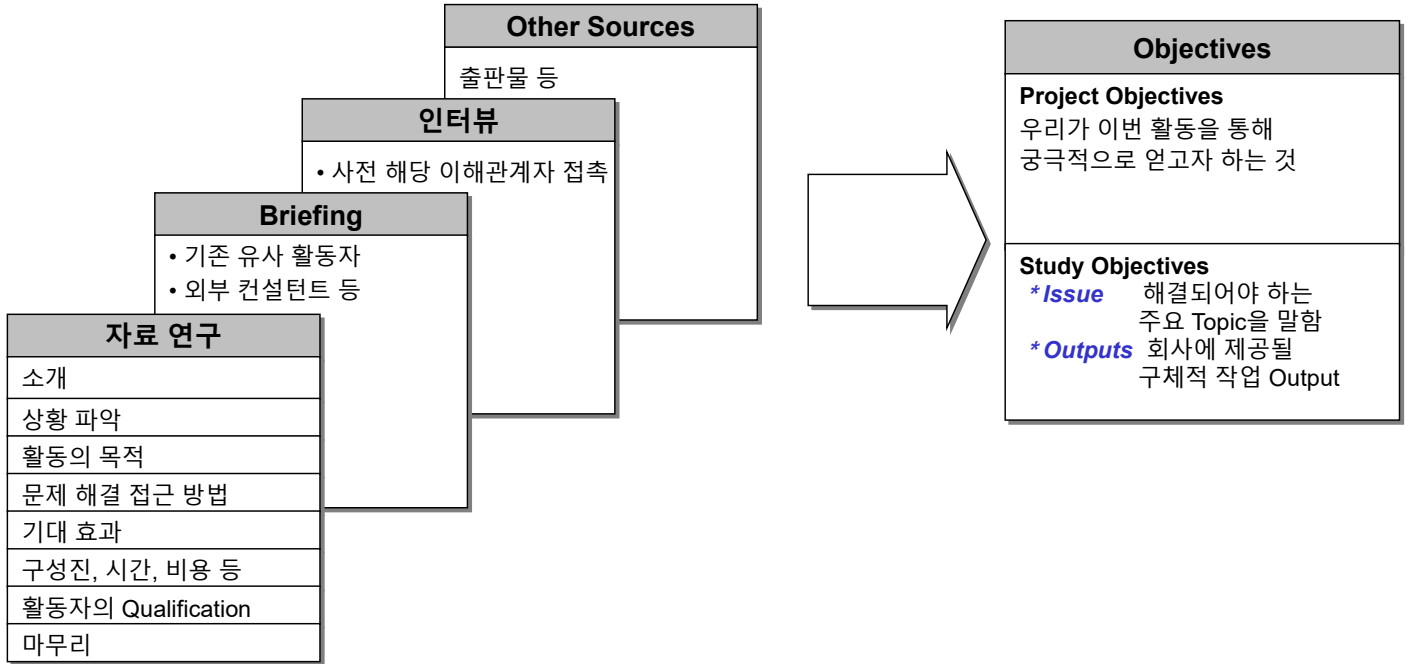 Other Sources
출판물 등
인터뷰
• 사전 해당 이해관계자 접촉
Briefing
• 기존 유사 활동자
• 외부 컨설턴트 등
자료 연구
소개
상황 파악
활동의 목적
문제 해결 접근 방법
기대 효과
구성진, 시간, 비용 등
활동자의 Qualification
마무리
Objectives
Project Objectives
우리가 이번 활동을 통해
궁극적으로 얻고자 하는 것
Study Objectives
* Issue 해결되어야 하는
주요 Topic을 말함
* Outputs 회사에 제공될
구체적 작업 Output